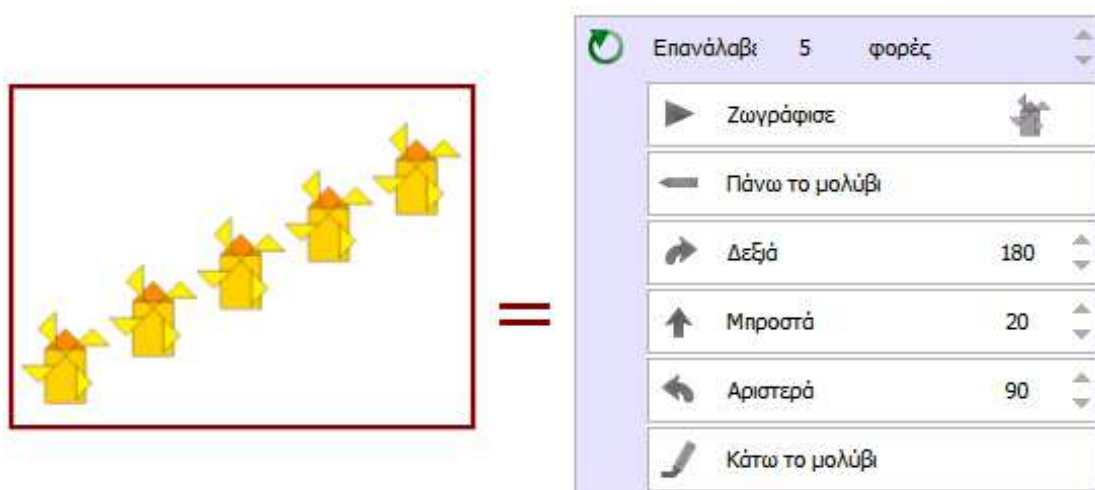 Επανάλαβε 5 φορές
Ζωγράφισε
Πάνω το μολύβι
Δεξιά 180
Μπροστά 20
Αριστερά 90
Κάτω το μολύβι